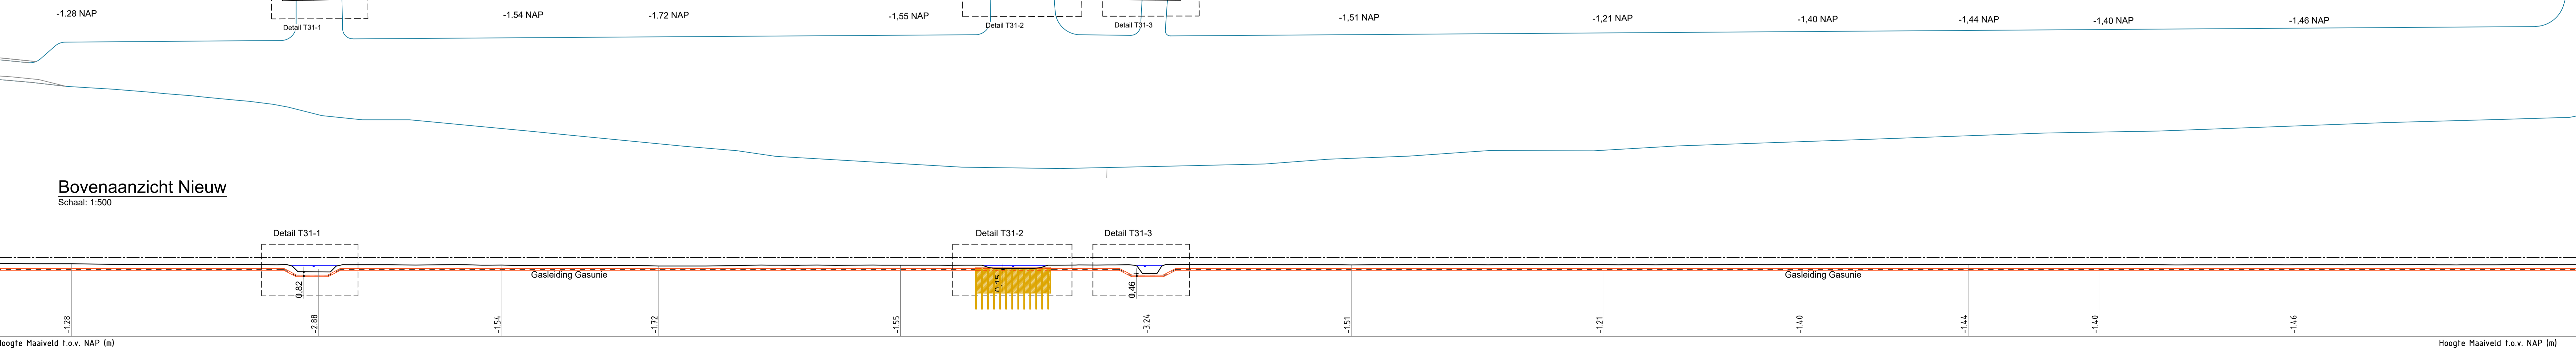 -1.28 NAP
-1.54 NAP
-1.72 NAP
-1,55 NAP
-1,51 NAP
-1,21 NAP
-1,40 NAP
-1,44 NAP
-1,40 NAP
-1,46 NAP
Detail T31-1
Detail T31-2
Detail T31-3
Bovenaanzicht Nieuw
Schaal: 1:500
Detail T31-1
Detail T31-2
Detail T31-3
Gasleiding Gasunie
Gasleiding Gasunie
0.82
0.15
0.46
-1.28
-2.88
-1.54
-1.72
-1.55
-3.24
-1.51
-1.21
-1.40
-1.44
-1.40
-1.46
oogte Maaiveld t.o.v. NAP (m)
Hoogte Maaiveld t.o.v. NAP (m)